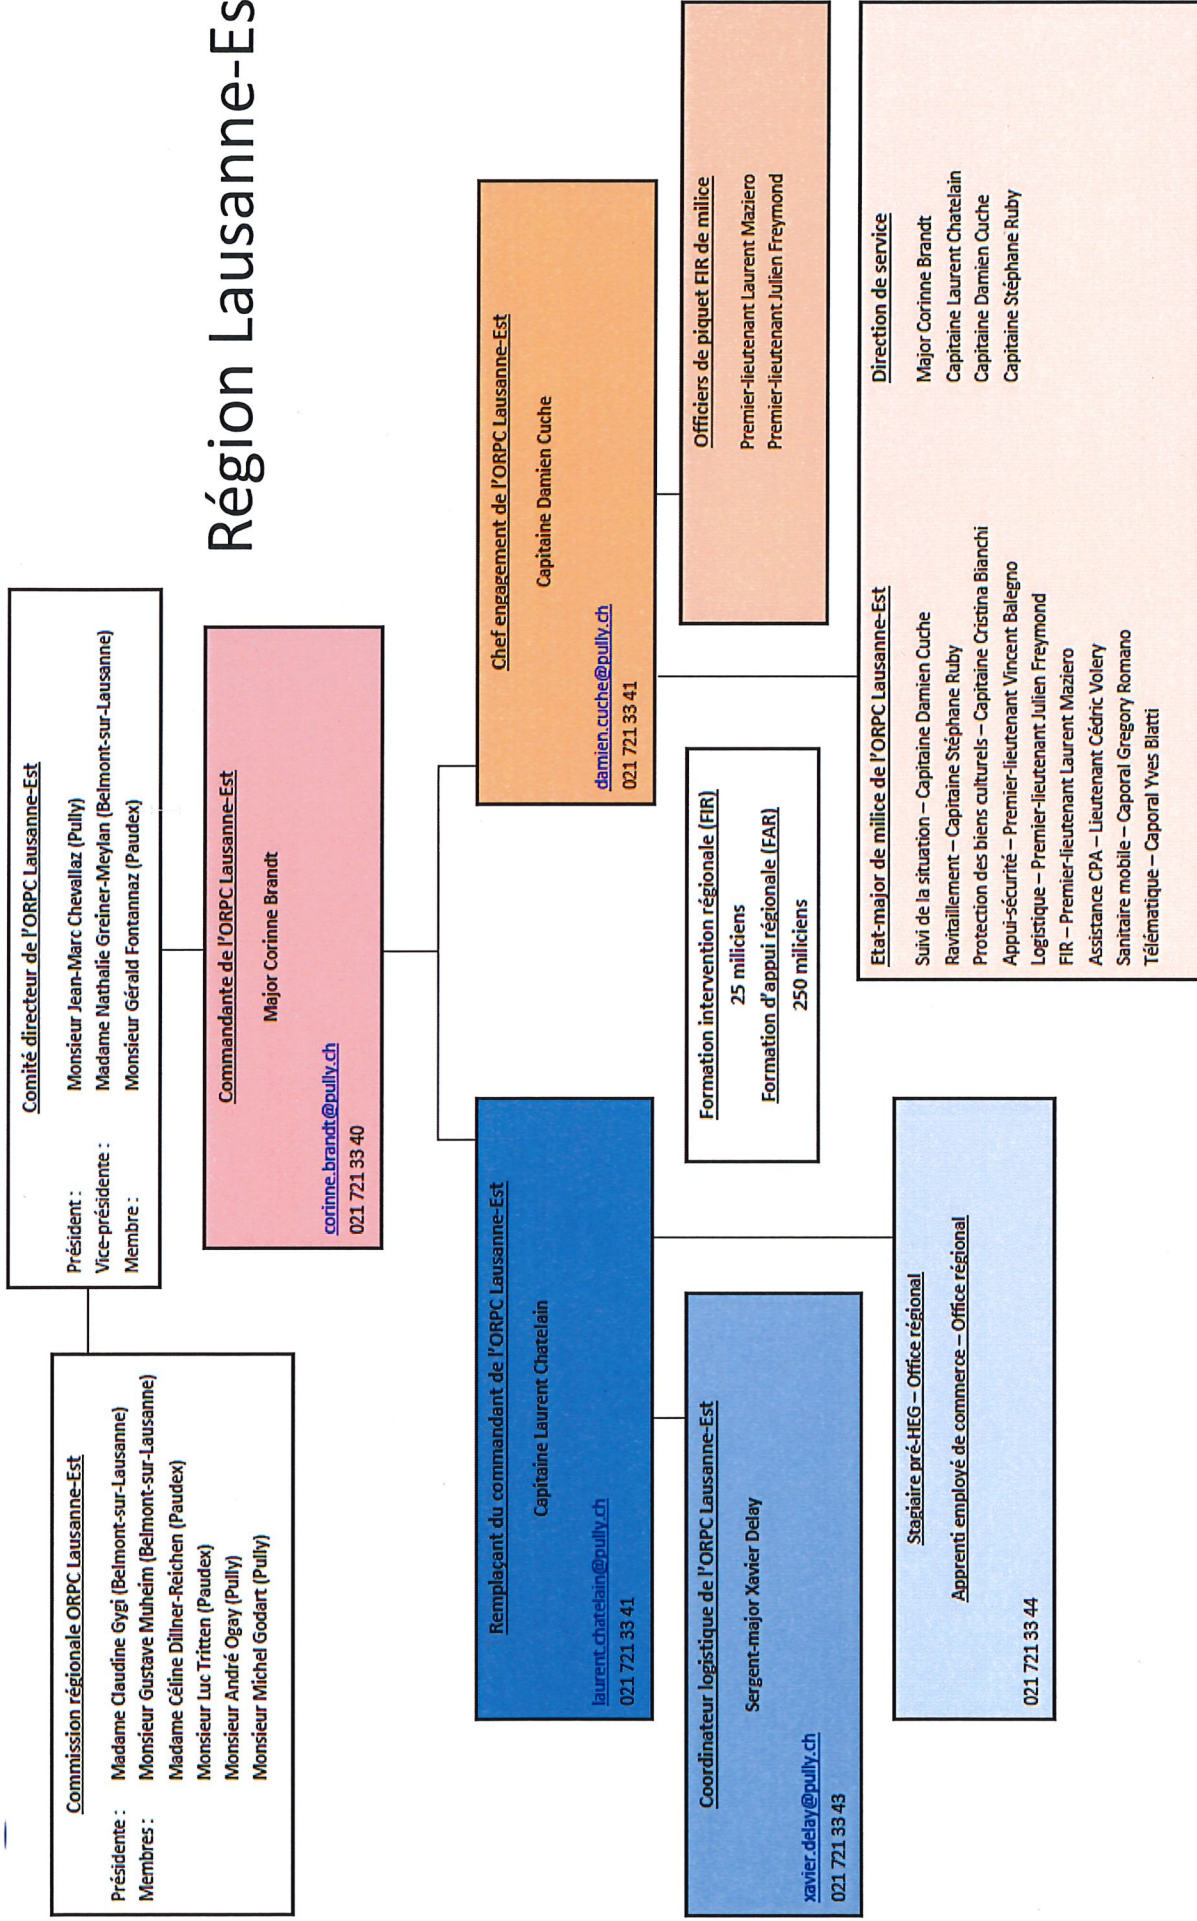 Région Lausanne-Es
Commission régionale ORPC Lausanne-Est
Présidente : Madame Claudine Gygi (Belmont-sur-Lausanne)
Membres : Monsieur Gustave Muheim (Belmont-sur-Lausanne)
Madame Céline Dillner-Reichen (Paudex)
Monsieur Luc Tritten (Paudex)
Monsieur André Ogay (Pully)
Monsieur Michel Godart (Pully)
Comité directeur de l'ORPC Lausanne-Est
Président : Monsieur Jean-Marc Chevallaz (Pully)
Vice-présidente : Madame Nathalie Greiner-Meylan (Belmont-sur-Lausanne)
Membre : Monsieur Gérald Fontannaz (Paudex)
Commandante de l'ORPC Lausanne-Est
Major Corinne Brandt
corinne.brandt@pully.ch
021 721 33 40
Remplaçant du commandant de l'ORPC Lausanne-Est
Capitaine Laurent Chatelain
laurent.chatelain@pully.ch
021 721 33 41
Chef engagement de l'ORPC Lausanne-Est
Capitaine Damien Cuche
damien.cuche@pully.ch
021 721 33 41
Coordinateur logistique de l'ORPC Lausanne-Est
Sergent-major Xavier Delay
xavier.delay@pully.ch
021 721 33 43
Formation intervention régionale (FIR)
25 miliciens
Formation d'appui régionale (FAR)
250 miliciens
Officiers de piquet FIR de milice
Premier-lieutenant Laurent Maziero
Premier-lieutenant Julien Freymond
Stagiaire pré-HEG – Office régional
Apprenti employé de commerce – Office régional
021 721 33 44
Etat-major de milice de l'ORPC Lausanne-Est
Suivi de la situation – Capitaine Damien Cuche
Ravitaillement – Capitaine Stéphane Ruby
Protection des biens culturels – Capitaine Cristina Bianchi
Appui-sécurité – Premier-lieutenant Vincent Balegno
Logistique – Premier-lieutenant Julien Freymond
FIR – Premier-lieutenant Laurent Maziero
Assistance CPA – Lieutenant Cédric Volery
Sanitaire mobile – Caporal Gregory Romano
Télématique – Caporal Yves Blatti
Direction de service
Major Corinne Brandt
Capitaine Laurent Chatelain
Capitaine Damien Cuche
Capitaine Stéphane Ruby